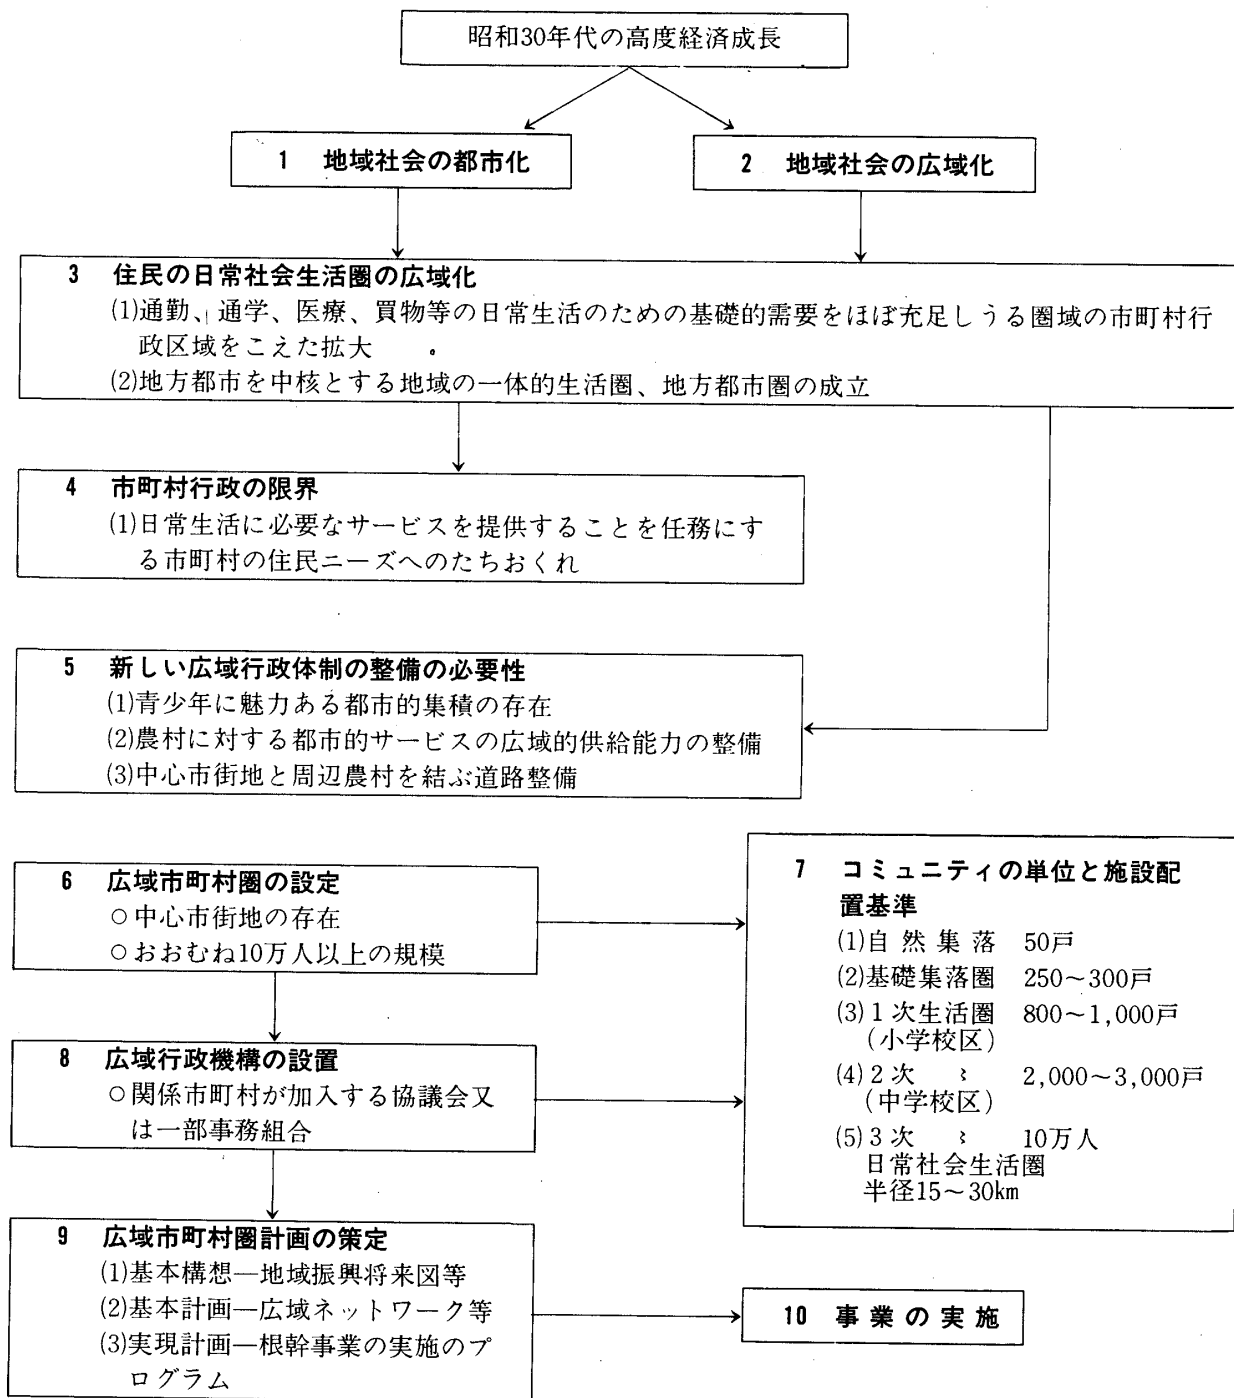 昭和30年代の高度経済成長
1 地域社会の都市化
2 地域社会の広域化
3 住民の日常社会生活圏の広域化
(1)通勤、通学、医療、買物等の日常生活のための基礎的需要をほぼ充足しうる圏域の市町村行
政区域をこえた拡大
(2)地方都市を中核とする地域の一体的生活圏、地方都市圏の成立
4 市町村行政の限界
(1)日常生活に必要なサービスを提供することを任務にす
る市町村の住民ニーズへのたちおくれ
5 新しい広域行政体制の整備の必要性
(1)青少年に魅力ある都市的集積の存在
(2)農村に対する都市的サービスの広域的供給能力の整備
(3)中心市街地と周辺農村を結ぶ道路整備
6 広域市町村圏の設定
○中心市街地の存在
○おおむね10万人以上の規模
7 コミュニティの単位と施設配
置基準
(1)自然集落 50戸
(2)基礎集落圏 250～300戸
(3)1次生活圏 800～1,000戸
(小学校区)
(4)2次 〃 2,000～3,000戸
(中学校区)
(5)3次 〃 10万人
日常社会生活圏
半径15～30km
8 広域行政機構の設置
○関係市町村が加入する協議会又
は一部事務組合
9 広域市町村圏計画の策定
(1)基本構想―地域振興将来図等
(2)基本計画―広域ネットワーク等
(3)実現計画―根幹事業の実施のプ
ログラム
10 事業の実施